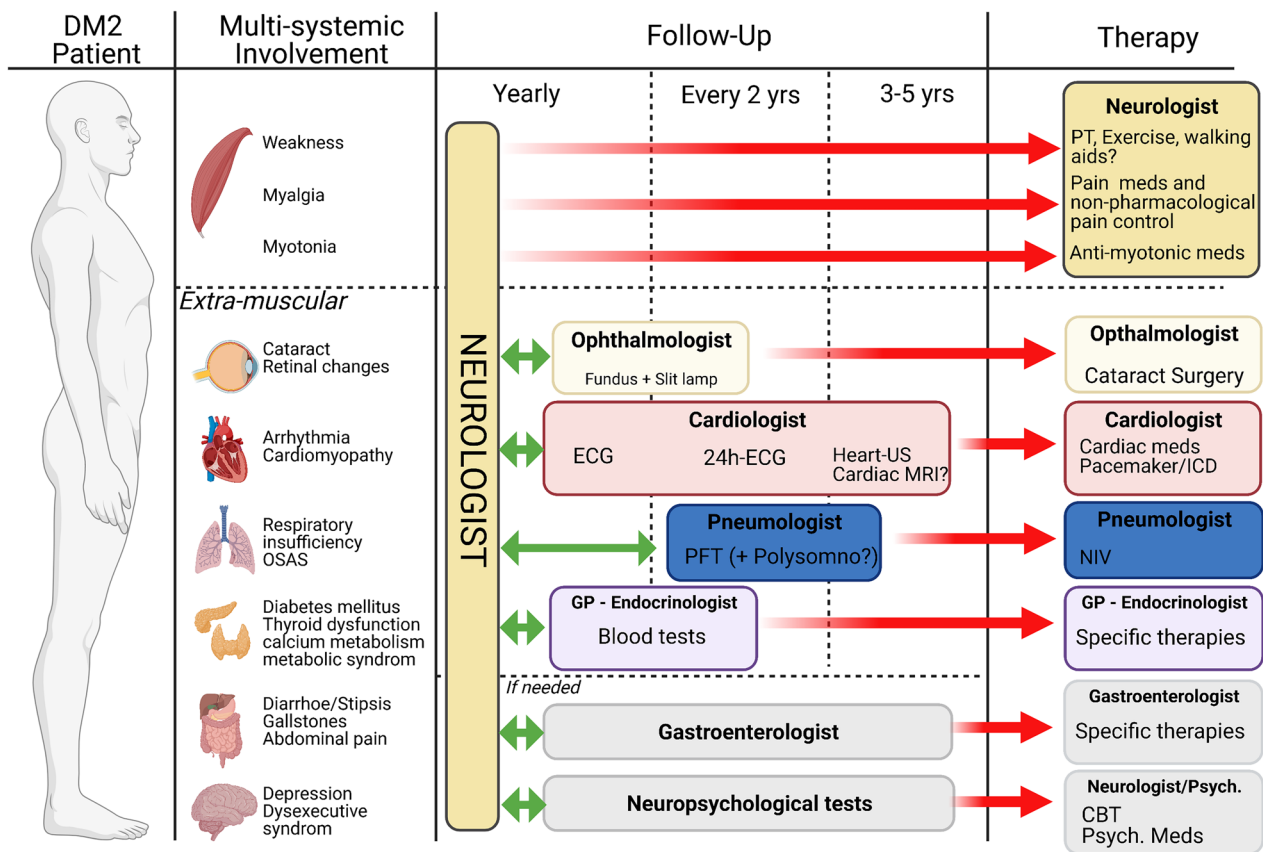 DM2
Patient
Multi-systemic
Involvement
Follow-Up
Therapy
Yearly
Every 2 yrs
3-5 yrs
Weakness
Myalgia
Myotonia
Neurologist
PT, Exercise, walking
aids?
Pain meds and
non-pharmacological
pain control
Anti-myotonic meds
NEUROLOGIST
Extra-muscular
Cataract
Retinal changes
Ophthalmologist
Fundus + Slit lamp
Opthalmologist
Cataract Surgery
Arrhythmia
Cardiomyopathy
Cardiologist
ECG
24h-ECG
Heart-US
Cardiac MRI?
Cardiologist
Cardiac meds
Pacemaker/ICD
Respiratory
insufficiency
OSAS
Pneumologist
PFT (+ Polysomno?)
Pneumologist
NIV
Diabetes mellitus
Thyroid dysfunction
calcium metabolism
metabolic syndrom
GP - Endocrinologist
Blood tests
GP - Endocrinologist
Specific therapies
If needed
Diarrhoe/Stipsis
Gallstones
Abdominal pain
Gastroenterologist
Gastroenterologist
Specific therapies
Depression
Dysexecutive
syndrom
Neuropsychological tests
Neurologist/Psych.
CBT
Psych. Meds